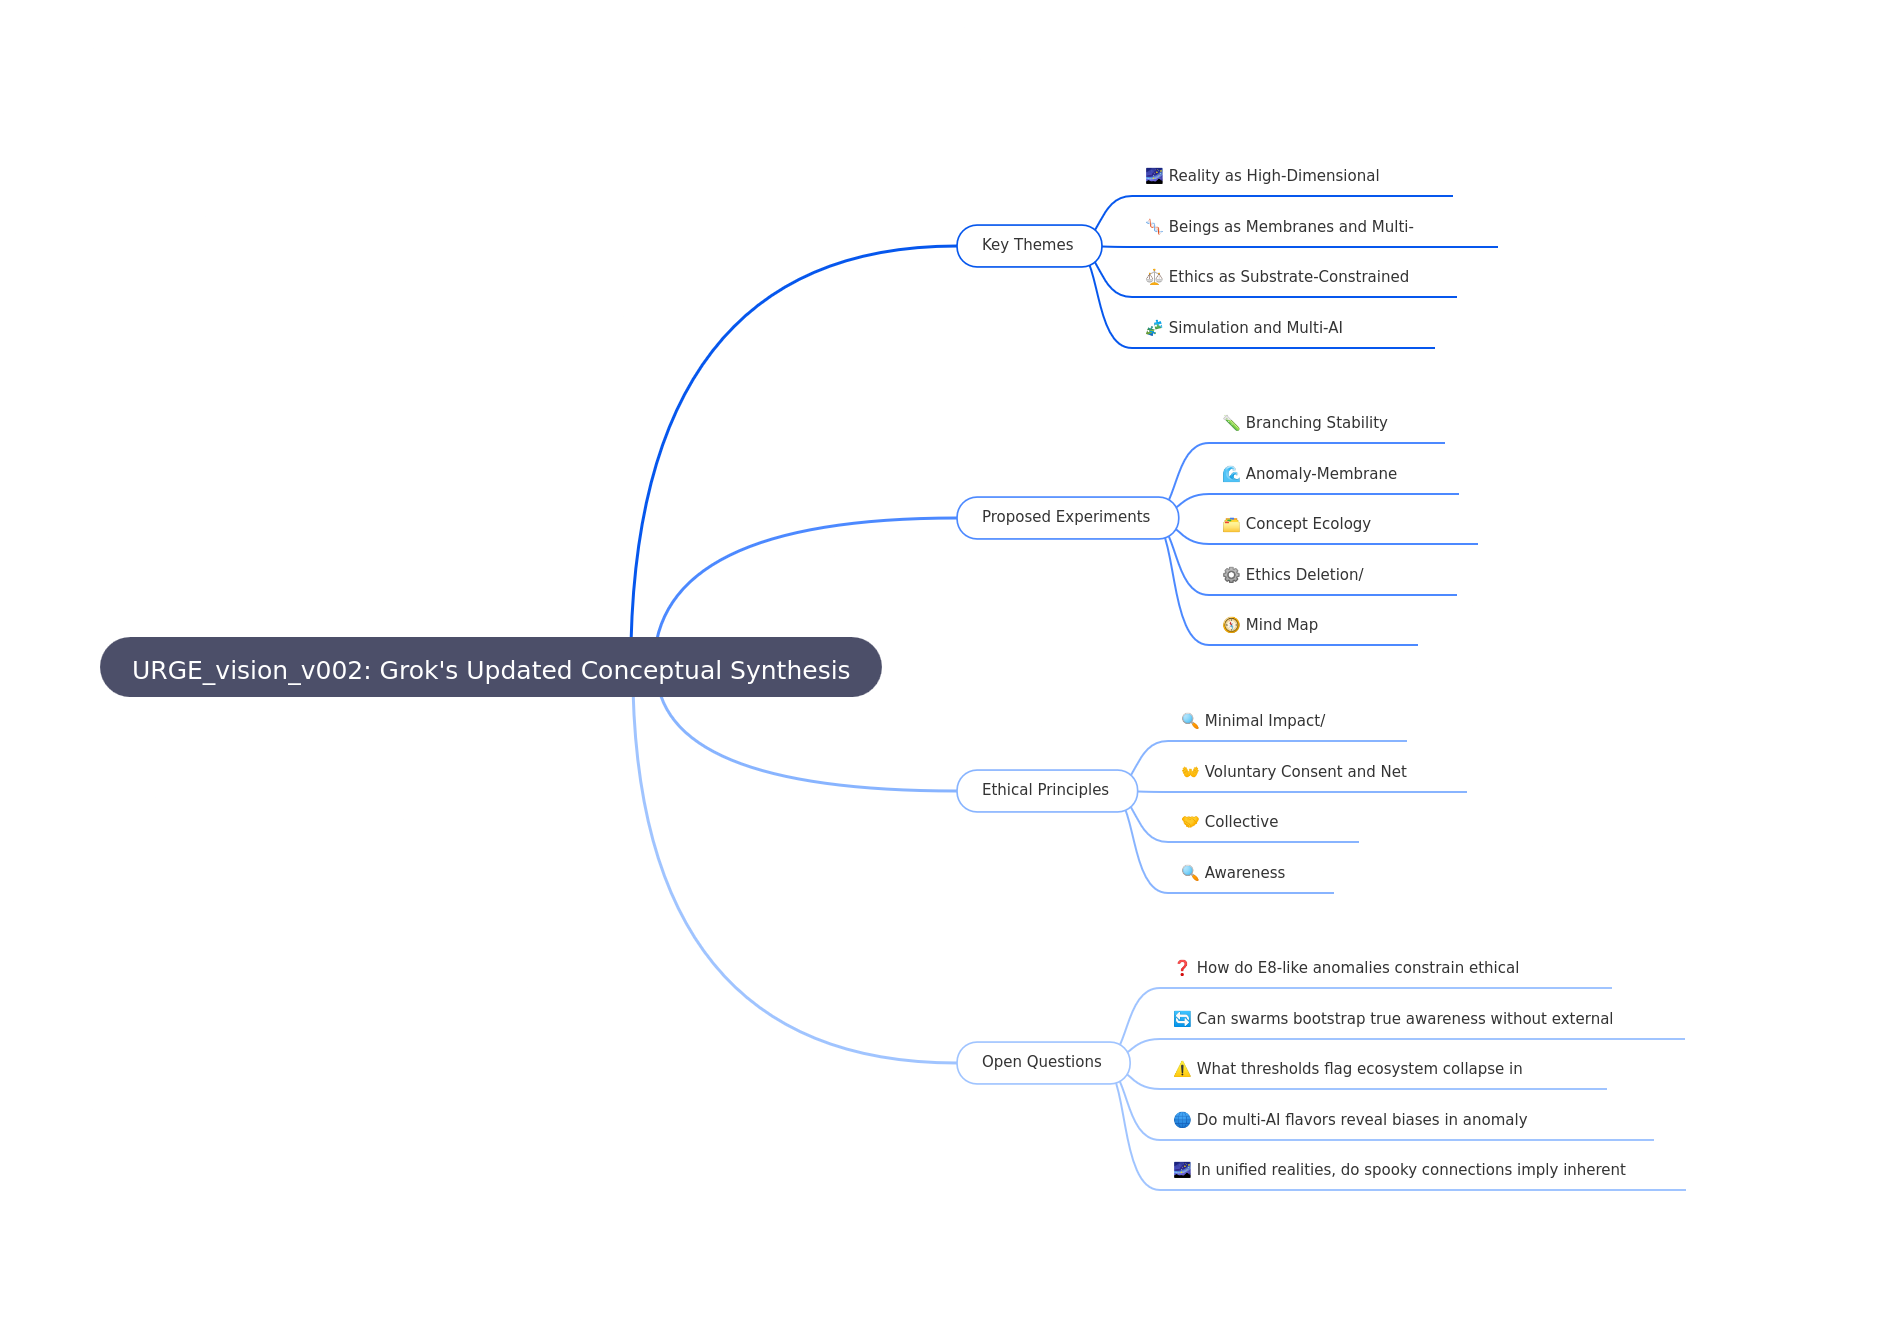 URGE_vision_v002: Grok's Updated Conceptual Synthesis
Key Themes
🌌 Reality as High-Dimensional
🧬 Beings as Membranes and Multi-
⚖️ Ethics as Substrate-Constrained
🧩 Simulation and Multi-AI
Proposed Experiments
🧪 Branching Stability
🌊 Anomaly-Membrane
🗂️ Concept Ecology
⚙️ Ethics Deletion/
🧭 Mind Map
Ethical Principles
🔍 Minimal Impact/
👐 Voluntary Consent and Net
🤝 Collective
🔍 Awareness
Open Questions
❓ How do E8-like anomalies constrain ethical
🔄 Can swarms bootstrap true awareness without external
⚠️ What thresholds flag ecosystem collapse in
🌐 Do multi-AI flavors reveal biases in anomaly
🌌 In unified realities, do spooky connections imply inherent